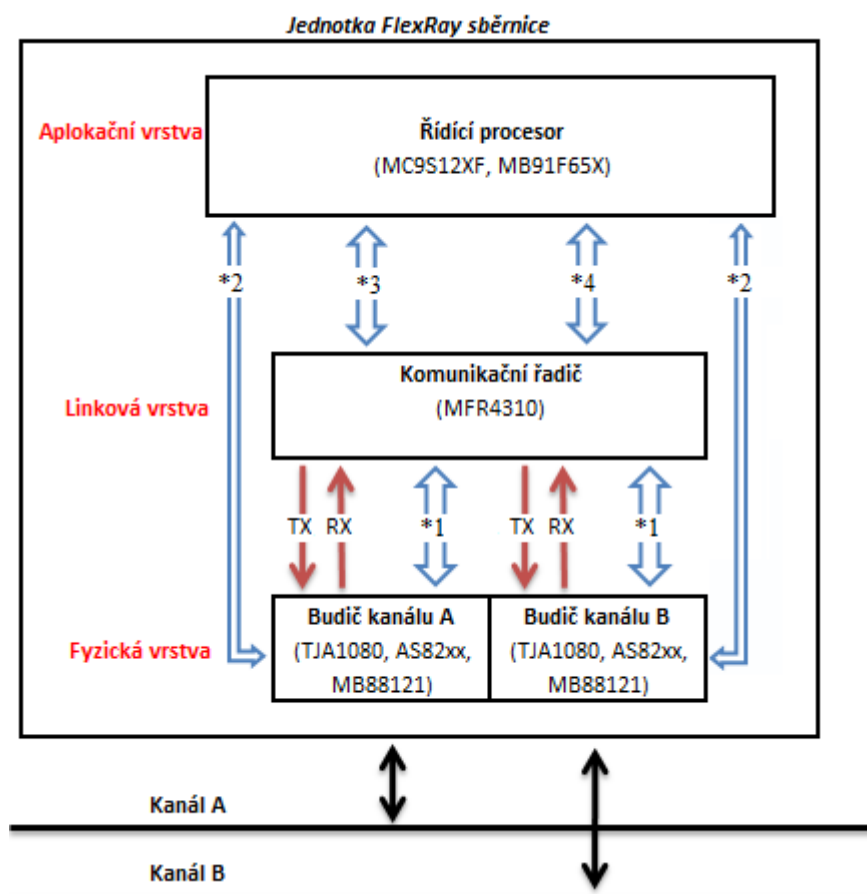 Jednotka FlexRay sběrnice
Aplokační vrstva
Řídící procesor
(MC9S12XF, MB91F65X)
*2
*3
*4
*2
Linková vrstva
Komunikační řadič
(MFR4310)
TX
RX
*1
TX
RX
*1
Fyzická vrstva
Budič kanálu A
(TJA1080, AS82xx,
MB88121)
Budič kanálu B
(TJA1080, AS82xx,
MB88121)
Kanál A
Kanál B